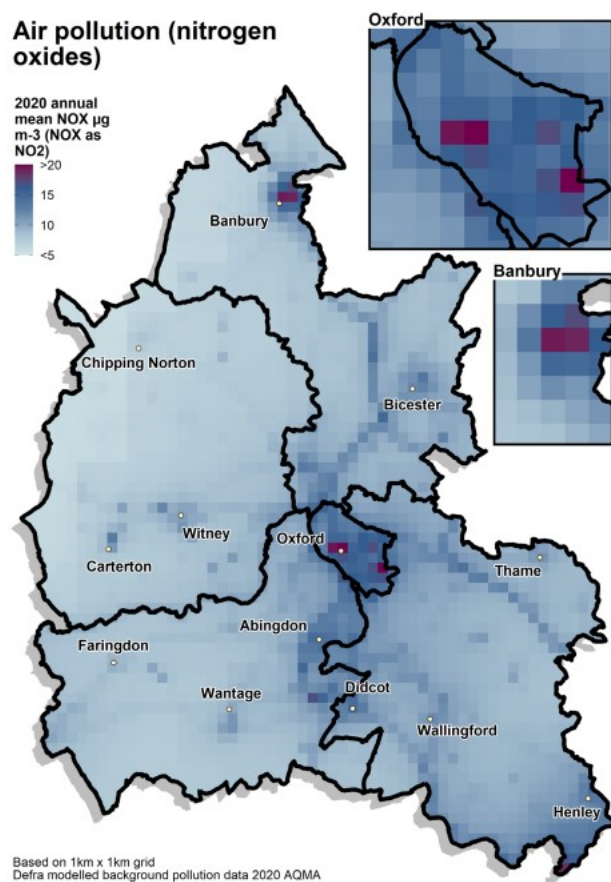 Air pollution (nitrogen
oxides)
2020 annual
mean NOX µg
m-3 (NOX as
NO2)
>20
15
10
<5
Oxford
Banbury
Banbury
Chipping Norton
Bicester
Witney
Carterton
Oxford
Thame
Abingdon
Faringdon
Wantage
Didcot
Wallingford
Henley
Based on 1km x 1km grid
Defra modelled background pollution data 2020 AQMA